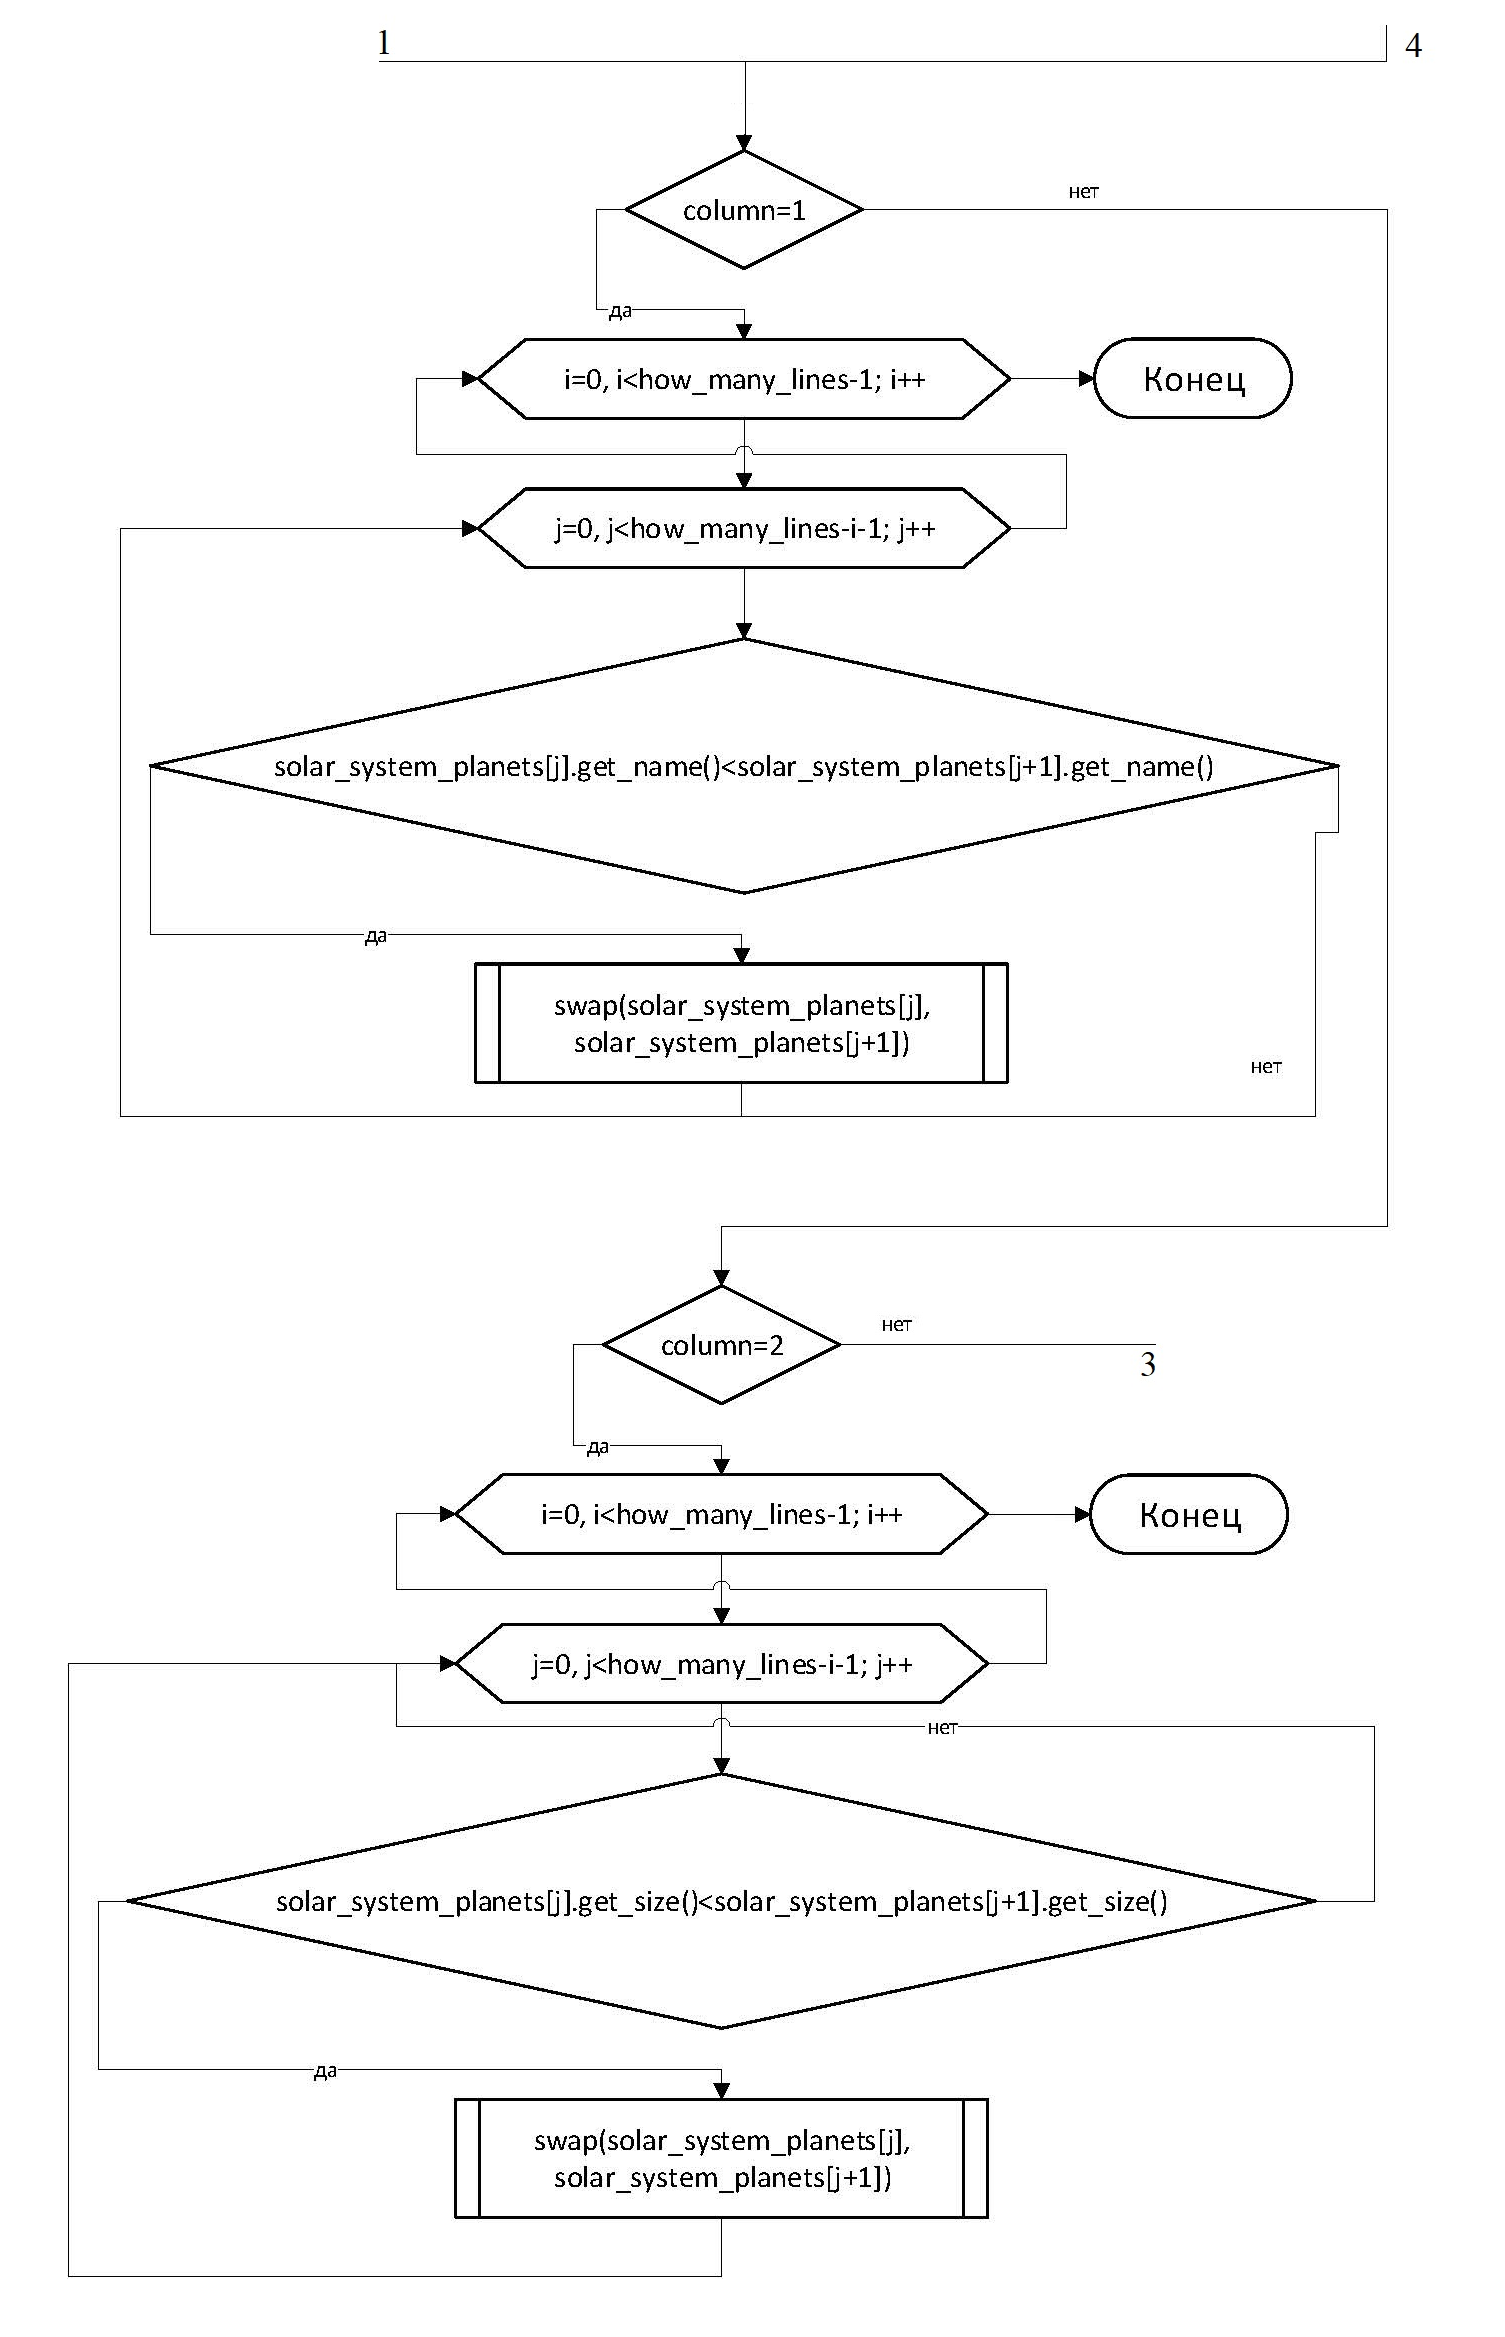 1
4
column=1
нет
да
i=0, i<how_many_lines-1; i++
Конец
j=0, j<how_many_lines-i-1; j++
solar_system_planets[j].get_name()<solar_system_planets[j+1].get_name()
да
swap(solar_system_planets[j],
solar_system_planets[j+1])
нет
column=2
нет
3
да
i=0, i<how_many_lines-1; i++
Конец
j=0, j<how_many_lines-i-1; j++
нет
solar_system_planets[j].get_size()<solar_system_planets[j+1].get_size()
да
swap(solar_system_planets[j],
solar_system_planets[j+1])